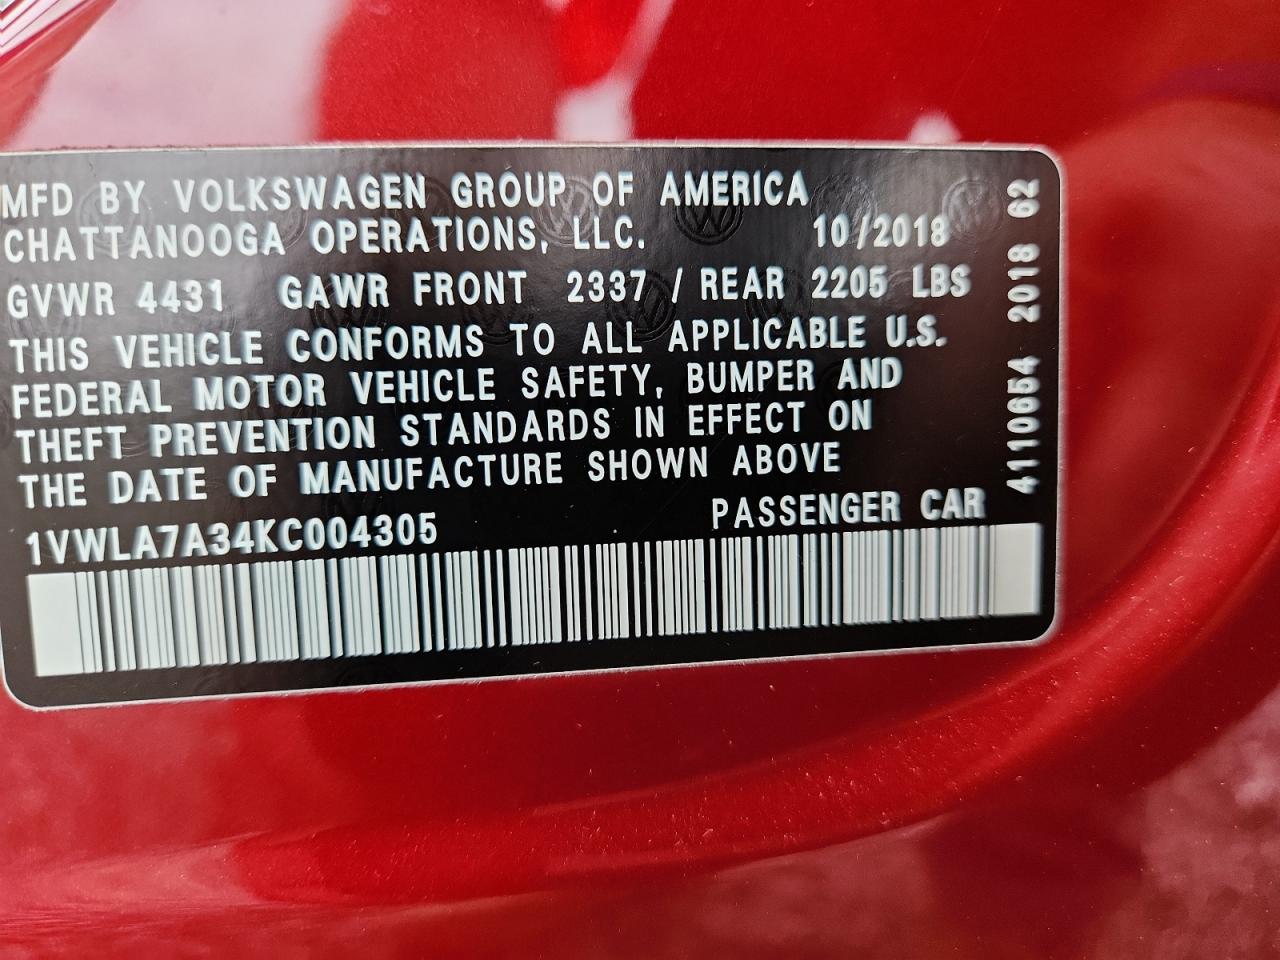 MFD BY VOLKSWAGEN GROUP OF AMERICA
CHATTANOOGA OPERATIONS, LLC. 10/2018
GVWR 4431 GAWR FRONT 2337 / REAR 2205 LBS
THIS VEHICLE CONFORMS TO ALL APPLICABLE U.S.
FEDERAL MOTOR VEHICLE SAFETY, BUMPER AND
THEFT PREVENTION STANDARDS IN EFFECT ON
THE DATE OF MANUFACTURE SHOWN ABOVE
1VWLA7A34KC004305 PASSENGER CAR
4110654 2018 62